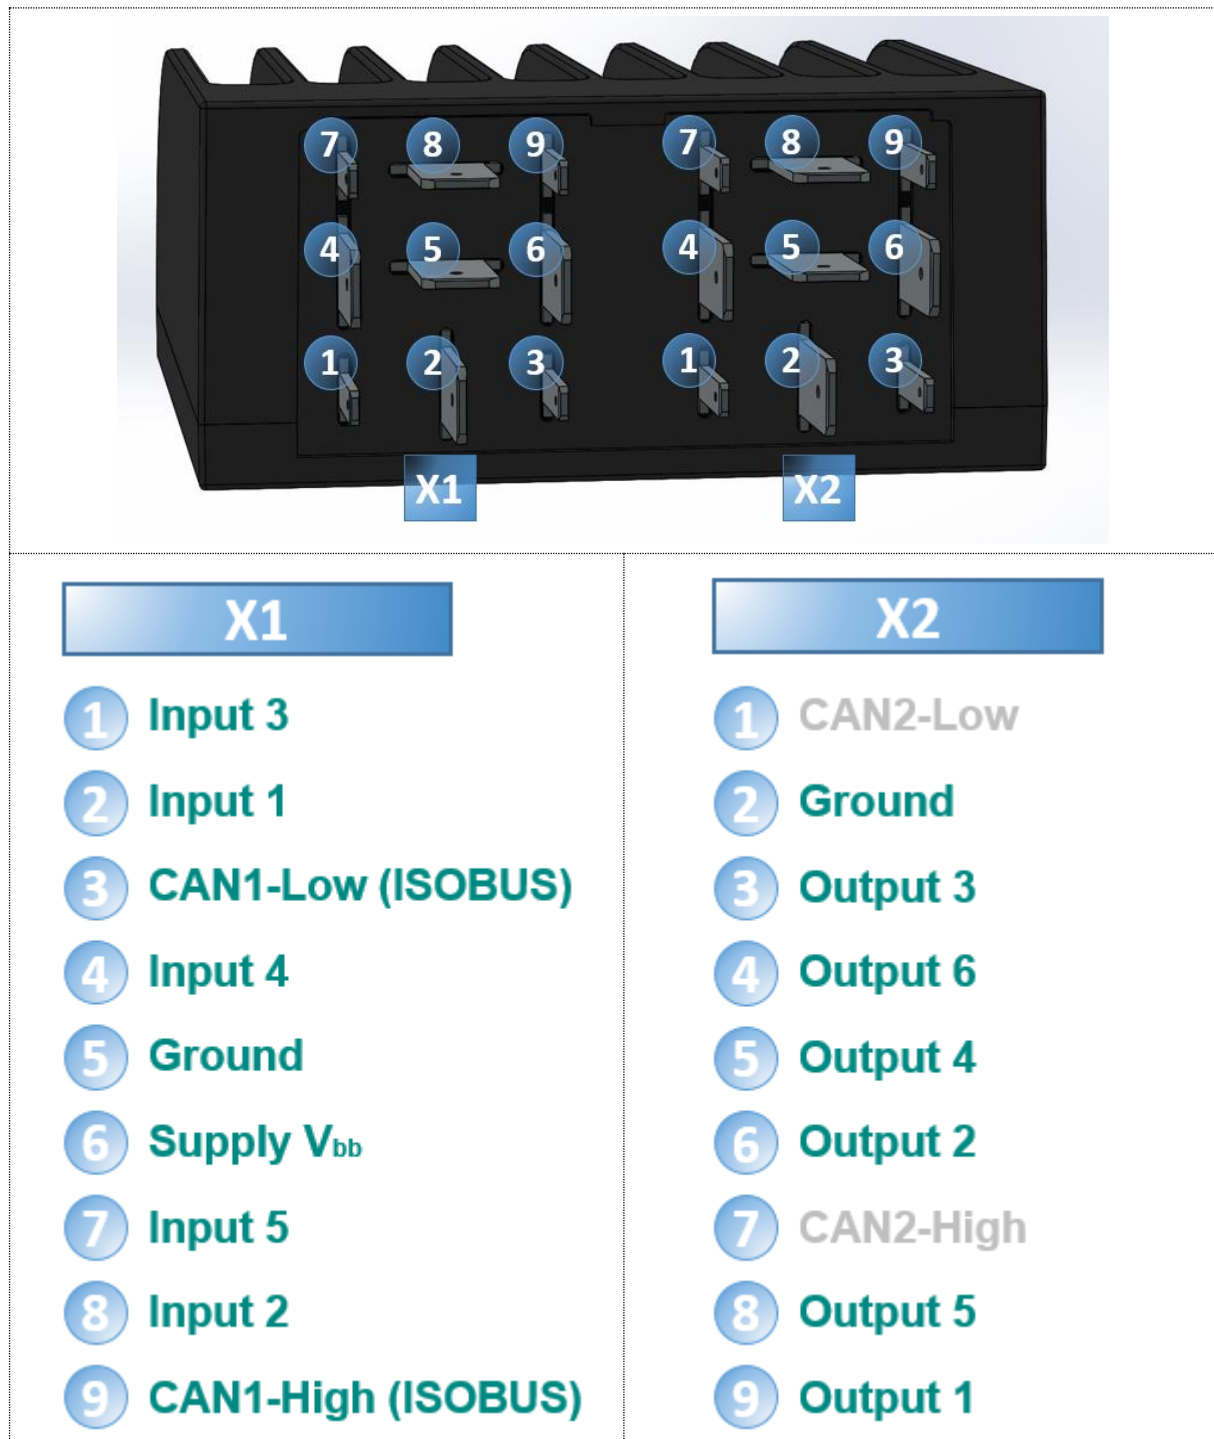 7 8 9 7 8 9
4 5 6 4 5 6
1 2 3 1 2 3
X1 X2
X1
1 Input 3
2 Input 1
3 CAN1-Low (ISOBUS)
4 Input 4
5 Ground
6 Supply Vbb
7 Input 5
8 Input 2
9 CAN1-High (ISOBUS)
X2
1 CAN2-Low
2 Ground
3 Output 3
4 Output 6
5 Output 4
6 Output 2
7 CAN2-High
8 Output 5
9 Output 1